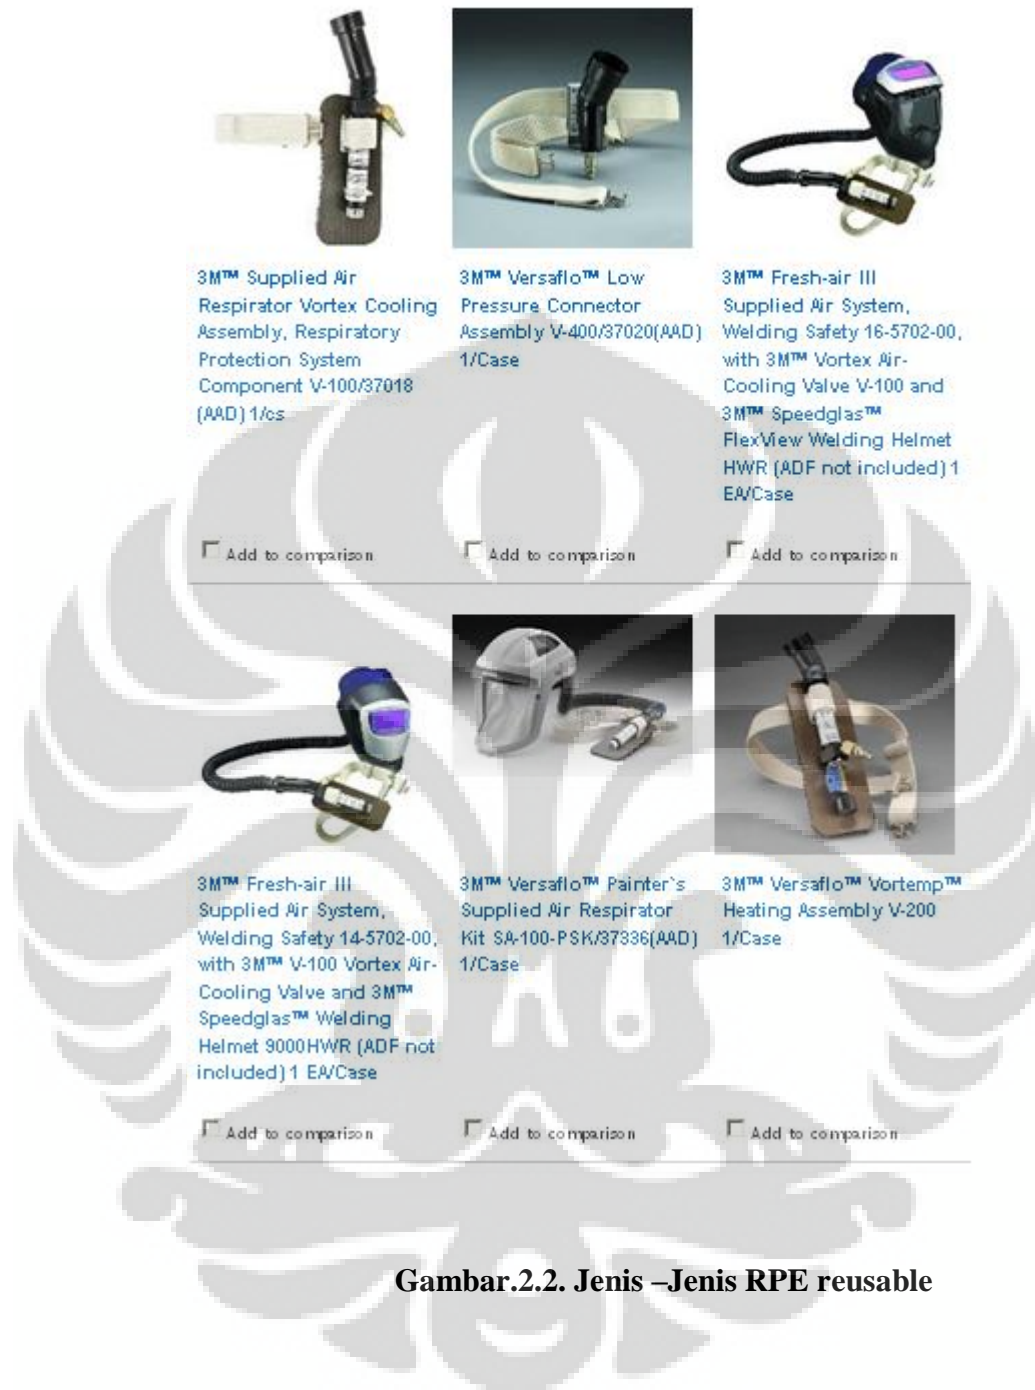 3M™ Supplied Air
Respirator Vortex Cooling
Assembly, Respiratory
Protection System
Component V-100/37018
(AAD) 1/cs
3M™ Versaflo™ Low
Pressure Connector
Assembly V-400/37020(AAD)
1/Case
3M™ Fresh-air III
Supplied Air System,
Welding Safety 16-5702-00,
with 3M™ Vortex Air-
Cooling Valve V-100 and
3M™ Speedglas™
FlexView Welding Helmet
HWR (ADF not included) 1
EA/Case
Add to comparison
Add to comparison
Add to comparison
3M™ Fresh-air III
Supplied Air System,
Welding Safety 14-5702-00,
with 3M™ V-100 Vortex Air-
Cooling Valve and 3M™
Speedglas™ Welding
Helmet 9000HWR (ADF not
included) 1 EA/Case
3M™ Versaflo™ Painter`s
Supplied Air Respirator
Kit SA-100-PSK/37336(AAD)
1/Case
3M™ Versaflo™ Vortemp™
Heating Assembly V-200
1/Case
Add to comparison
Add to comparison
Add to comparison
Gambar.2.2. Jenis –Jenis RPE reusable